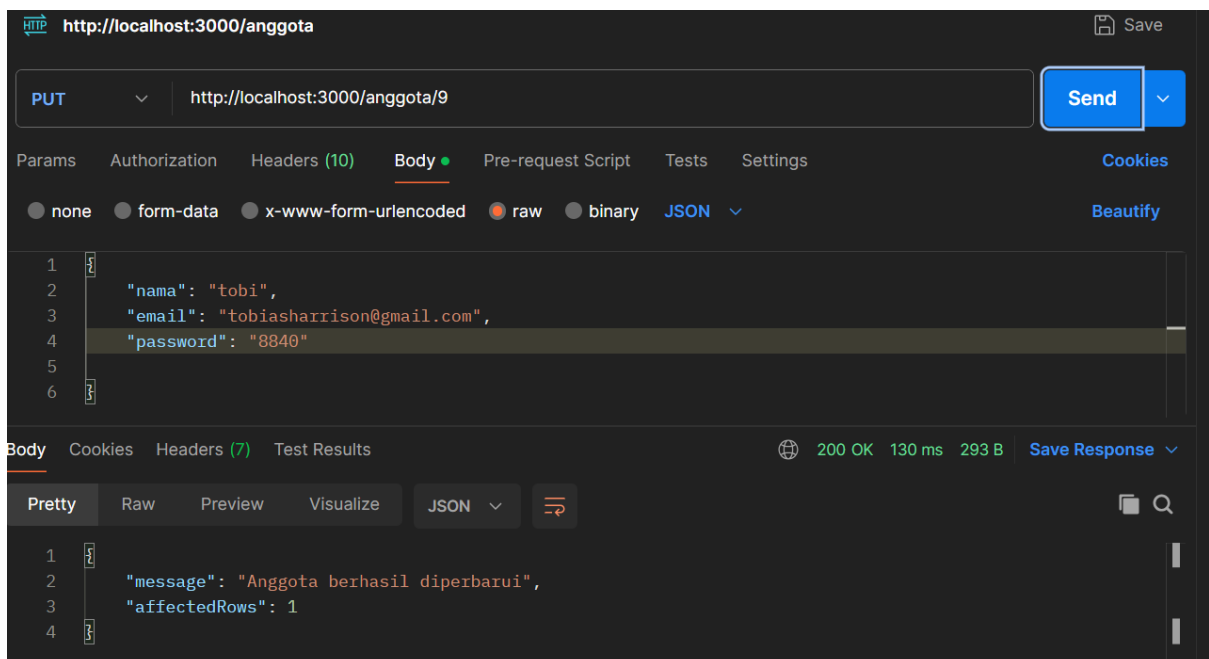 HTTP http://localhost:3000/anggota Save
PUT http://localhost:3000/anggota/9 Send
Params Authorization Headers (10) Body Pre-request Script Tests Settings Cookies
none form-data x-www-form-urlencoded raw binary JSON Beautify
1 {
2 "nama": "tobi",
3 "email": "tobiasharrison@gmail.com",
4 "password": "8840"
5
6 }
Body Cookies Headers (7) Test Results 200 OK 130 ms 293 B Save Response
Pretty Raw Preview Visualize JSON
1 {
2 "message": "Anggota berhasil diperbarui",
3 "affectedRows": 1
4 }